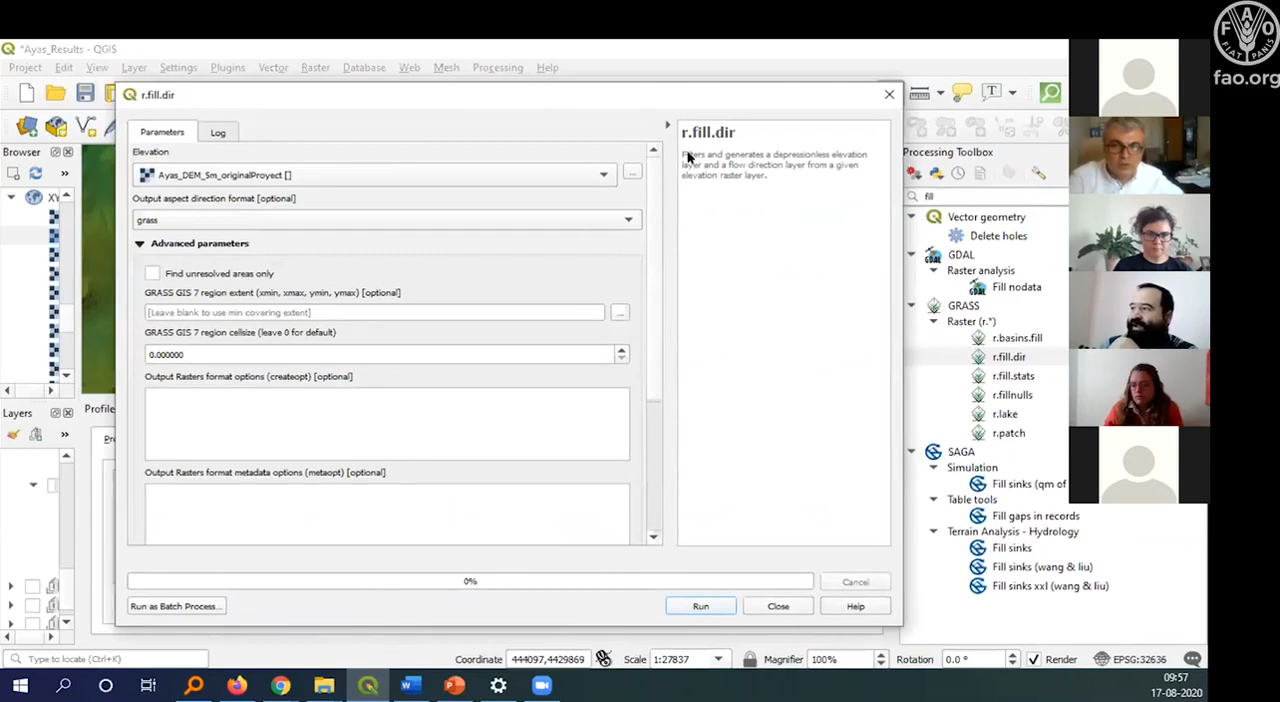 *Ayas_Results - QGIS
Project Edit View Layer Settings Plugins Vector Raster Database Web Mesh Processing Help
FAO
FIAT PANIS
fao.org
r.fill.dir
Parameters
Log
Elevation
Ayas_DEM_5m_originalProyect []
...
Output aspect direction format [optional]
grass
Advanced parameters
Find unresolved areas only
GRASS GIS 7 region extent (xmin, xmax, ymin, ymax) [optional]
[Leave blank to use min covering extent]
...
GRASS GIS 7 region cellsize (leave 0 for default)
0.000000
Output Rasters format options (createopt) [optional]
Output Rasters format metadata options (metaopt) [optional]
r.fill.dir
Filters and generates a depressionless elevation
layer and a flow direction layer from a given
elevation raster layer.
0%
Cancel
Run as Batch Process...
Run
Close
Help
Browser
XY
Layers
Profile
Processing Toolbox
fill
Vector geometry
Delete holes
GDAL
Raster analysis
Fill nodata
GRASS
Raster (r.*)
r.basins.fill
r.fill.dir
r.fill.stats
r.fillnulls
r.lake
r.patch
SAGA
Simulation
Fill sinks (qm of
Table tools
Fill gaps in records
Terrain Analysis - Hydrology
Fill sinks
Fill sinks (wang & liu)
Fill sinks xxl (wang & liu)
Type to locate (Ctrl+K)
Coordinate 444097,4429869
Scale 1:27837
Magnifier 100%
Rotation 0.0 °
Render
EPSG:32636
09:57
17-08-2020